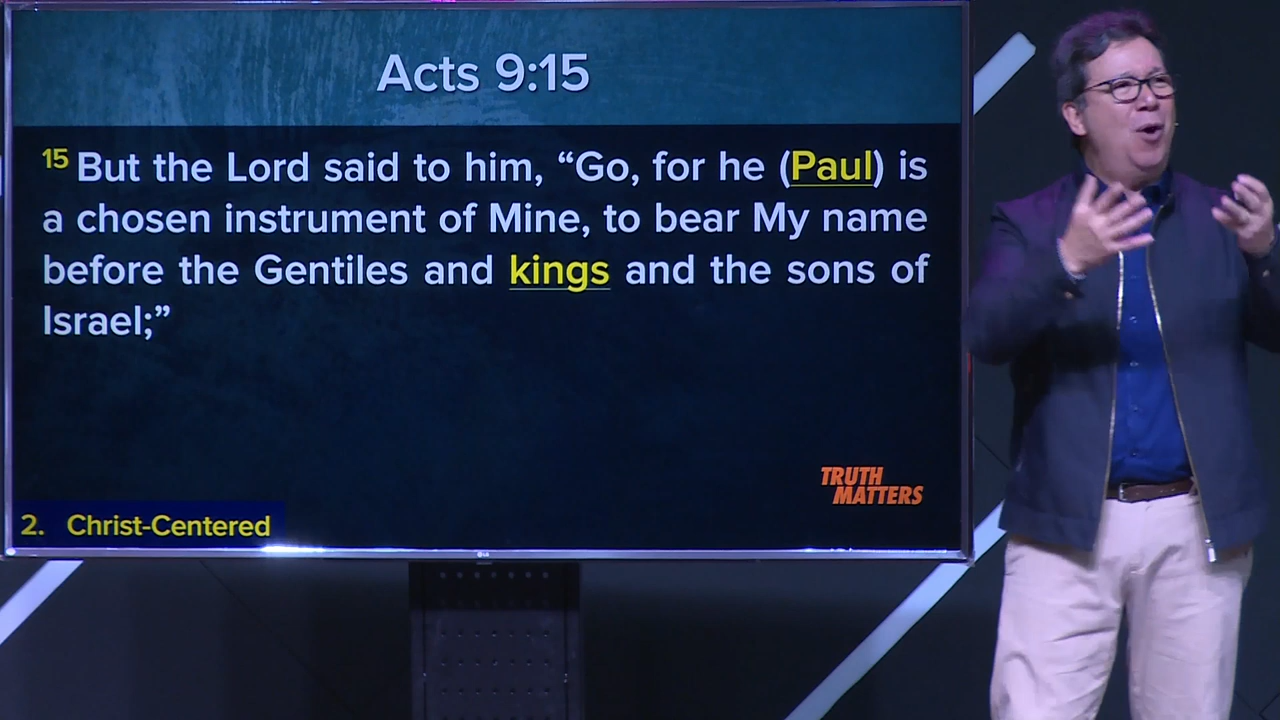 Acts 9:15
15 But the Lord said to him, “Go, for he (Paul) is
a chosen instrument of Mine, to bear My name
before the Gentiles and kings and the sons of
Israel;”
TRUTH
MATTERS
2. Christ-Centered
LG